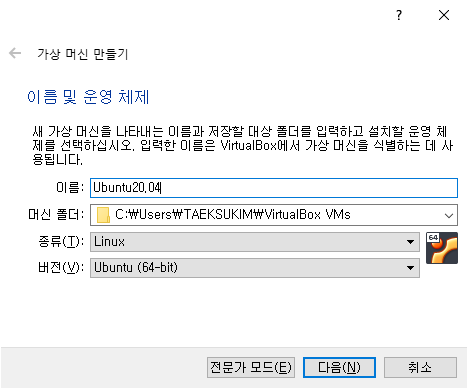 ?
가상 머신 만들기
이름 및 운영 체제
새 가상 머신을 나타내는 이름과 저장할 대상 폴더를 입력하고 설치할 운영 체
제를 선택하십시오. 입력한 이름은 VirtualBox에서 가상 머신을 식별하는 데 사
용됩니다.
이름: Ubuntu20.04
머신 폴더: C:₩Users₩TAEKSUKIM₩VirtualBox VMs
종류(T): Linux
64
버전(V): Ubuntu (64-bit)
전문가 모드(E) 다음(N) 취소